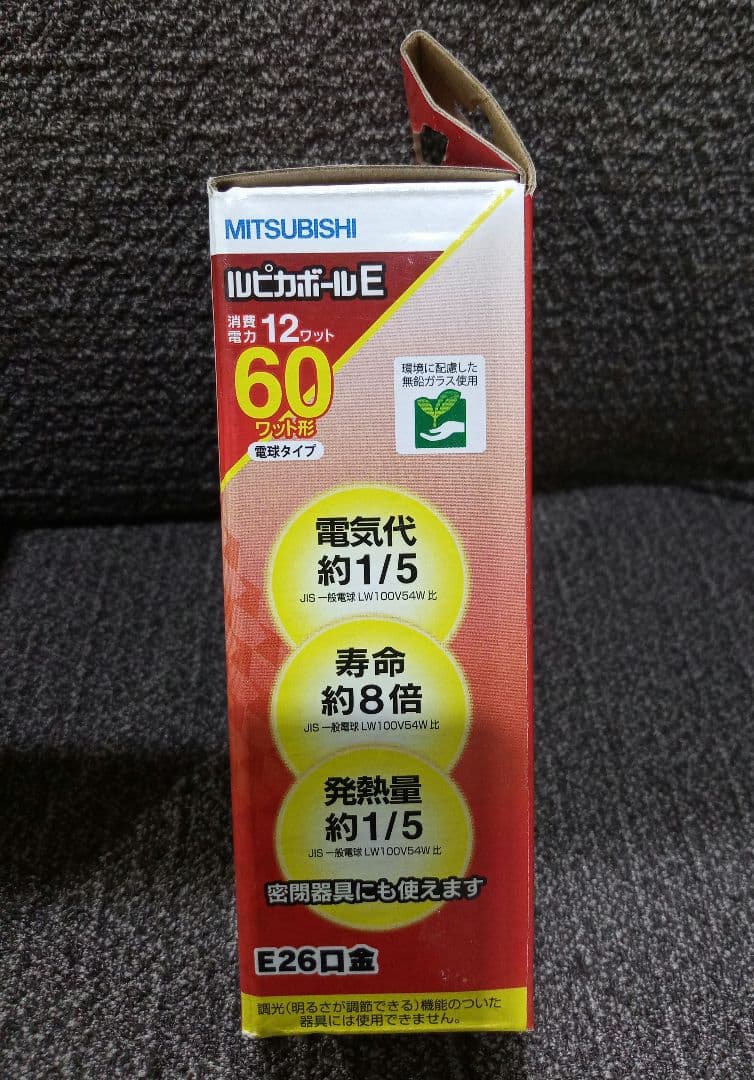 MITSUBISHI
ルピカボールE
消費
電力 12ワット
60
ワット形
電球タイプ
環境に配慮した
無鉛ガラス使用
電気代
約1/5
JIS 一般電球 LW100V54W 比
寿命
約8倍
JIS 一般電球 LW100V54W 比
発熱量
約1/5
JIS 一般電球 LW100V54W 比
密閉器具にも使えます
E26口金
調光(明るさが調節できる)機能のついた
器具には使用できません。